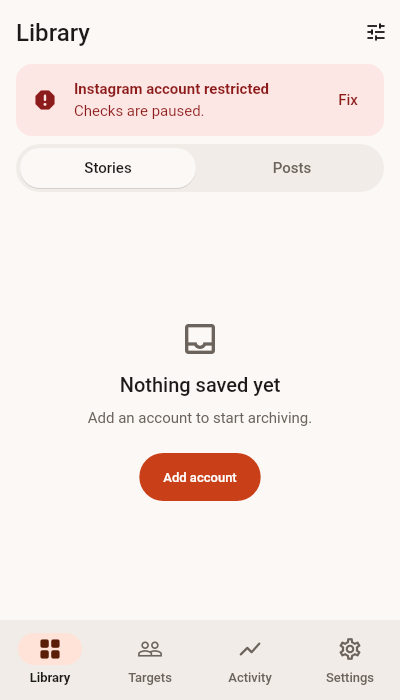 Library
Instagram account restricted
Checks are paused.
Fix
Stories
Posts
Nothing saved yet
Add an account to start archiving.
Add account
Library
Targets
Activity
Settings